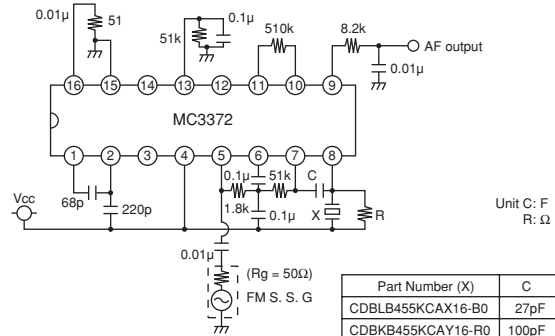 0.01µ
51
0.1µ
51k
510k
8.2k
AF output
0.01µ
16 15 14 13 12 11 10 9
MC3372
1 2 3 4 5 6 7 8
68p
220p
Vcc
0.1µ
51k
C
1.8k
0.1µ
X
R
Unit C: F
R: Ω
0.01µ
(Rg = 50Ω)
FM S. S. G
Part Number (X) C
CDBLB455KCAX16-B0 27pF
CDBKB455KCAY16-R0 100pF